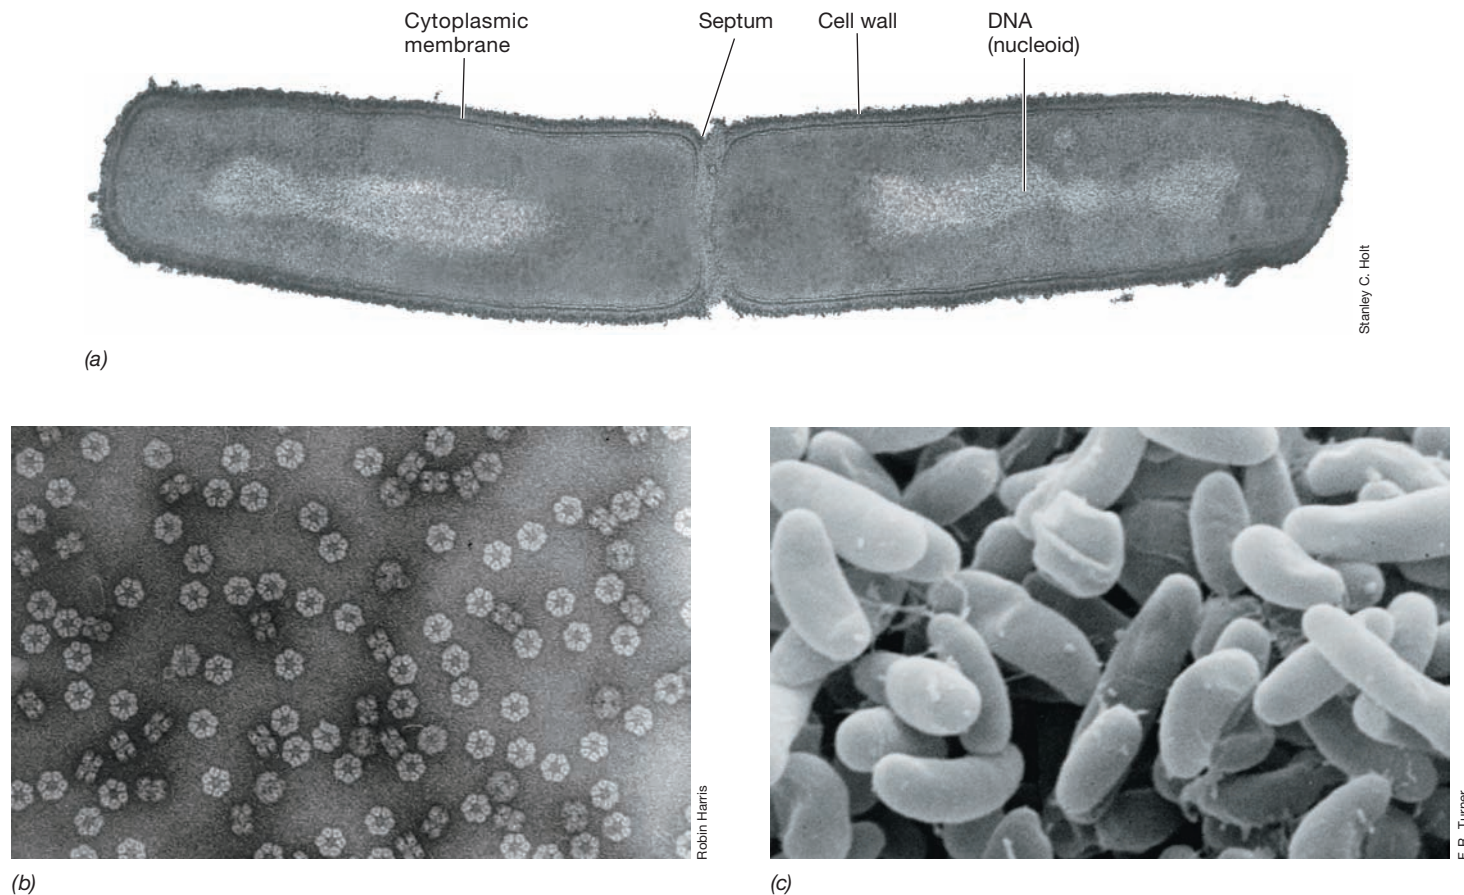 Cytoplasmic
membrane
Septum
Cell wall
DNA
(nucleoid)
Stanley C. Holt
(a)
Robin Harris
(b)
(c)